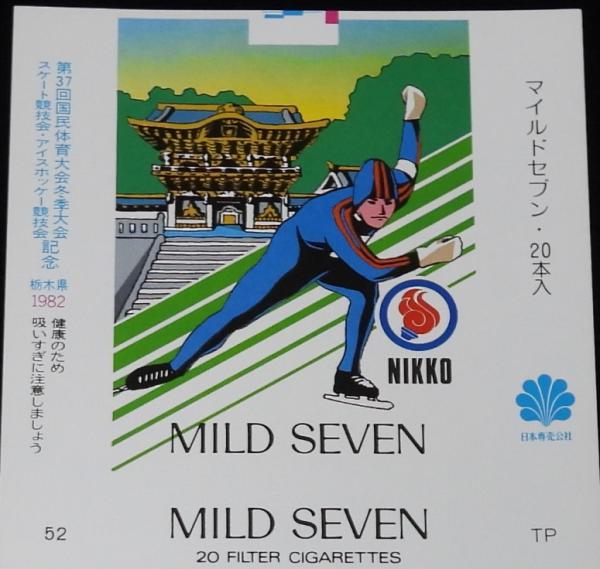 第37回国民体育大会冬季大会
スケート競技会・アイスホッケー競技会
記念
栃木県
1982
健康のため
吸いすぎに注意しましょう
マイルドセブン・20本入
NIKKO
日本専売公社
MILD SEVEN
52
MILD SEVEN
TP
20 FILTER CIGARETTES